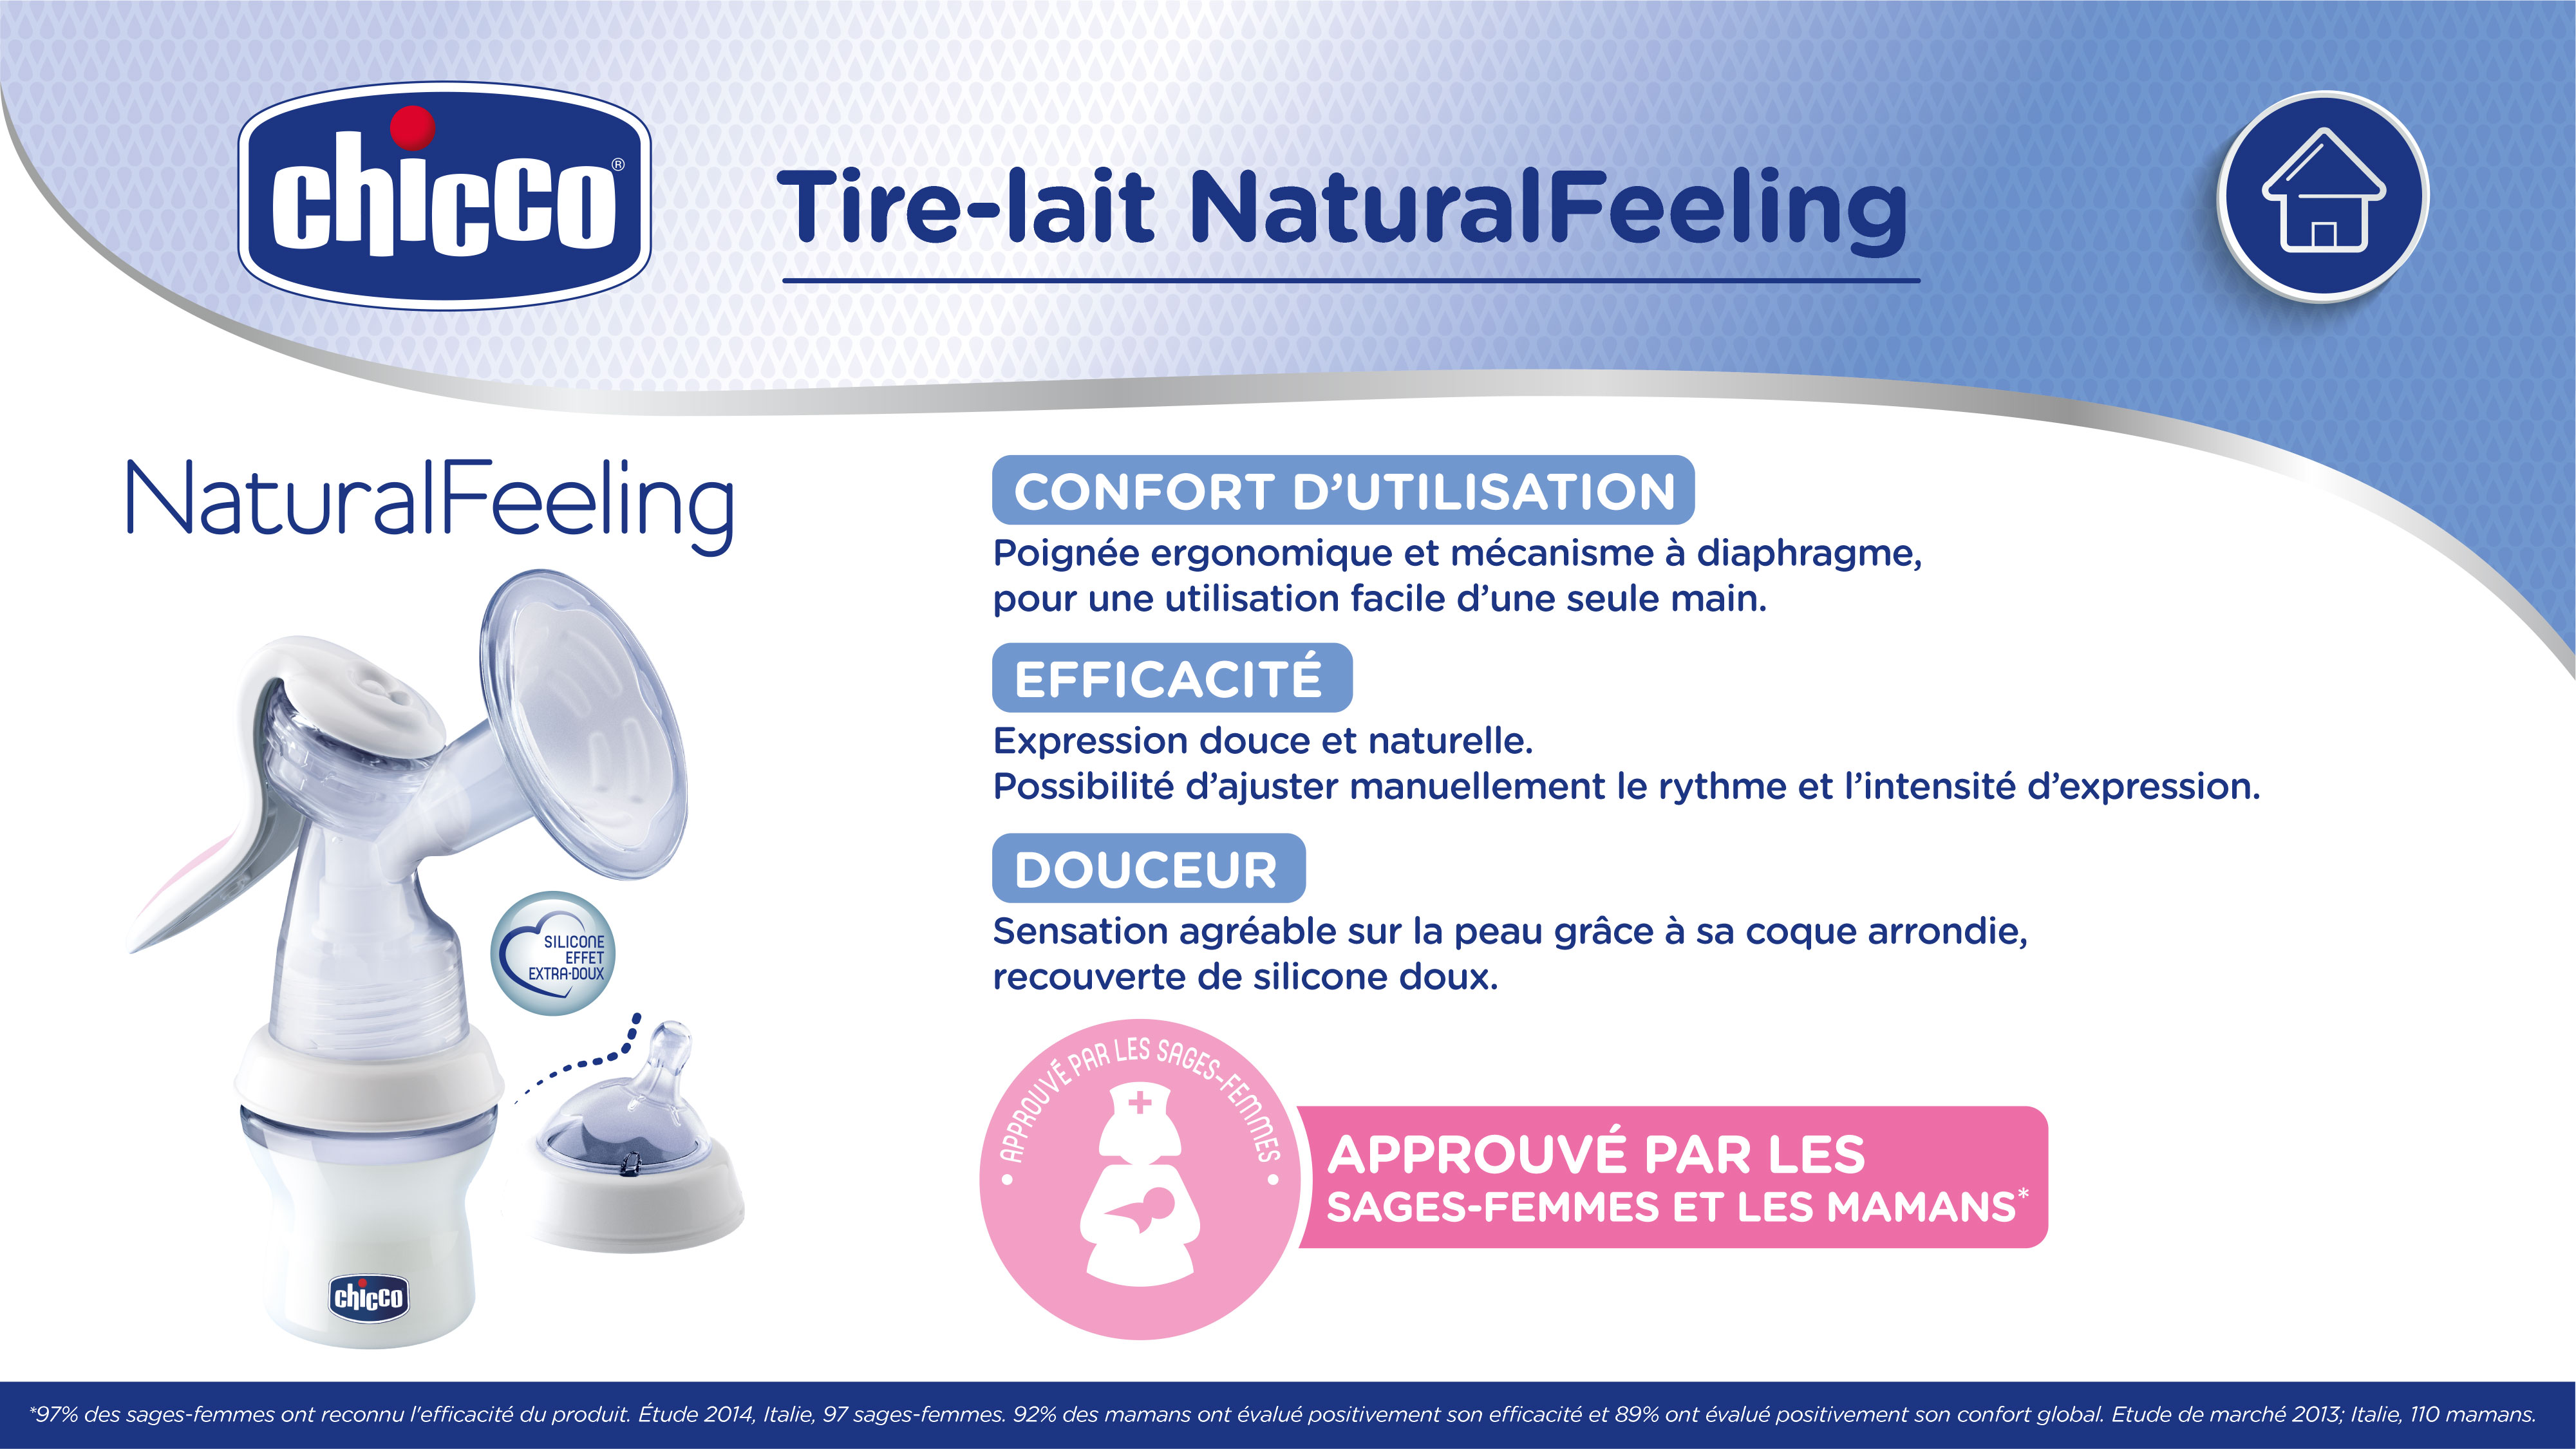 chicco®
Tire-lait NaturalFeeling
NaturalFeeling
CONFORT D’UTILISATION
Poignée ergonomique et mécanisme à diaphragme,
pour une utilisation facile d’une seule main.
EFFICACITÉ
Expression douce et naturelle.
Possibilité d’ajuster manuellement le rythme et l’intensité d’expression.
DOUCEUR
Sensation agréable sur la peau grâce à sa coque arrondie,
recouverte de silicone doux.
SILICONE
EFFET
EXTRA-DOUX
• APPROUVÉ PAR LES SAGES-FEMMES •
APPROUVÉ PAR LES
SAGES-FEMMES ET LES MAMANS*
chicco
*97% des sages-femmes ont reconnu l'efficacité du produit. Étude 2014, Italie, 97 sages-femmes. 92% des mamans ont évalué positivement son efficacité et 89% ont évalué positivement son confort global. Etude de marché 2013; Italie, 110 mamans.